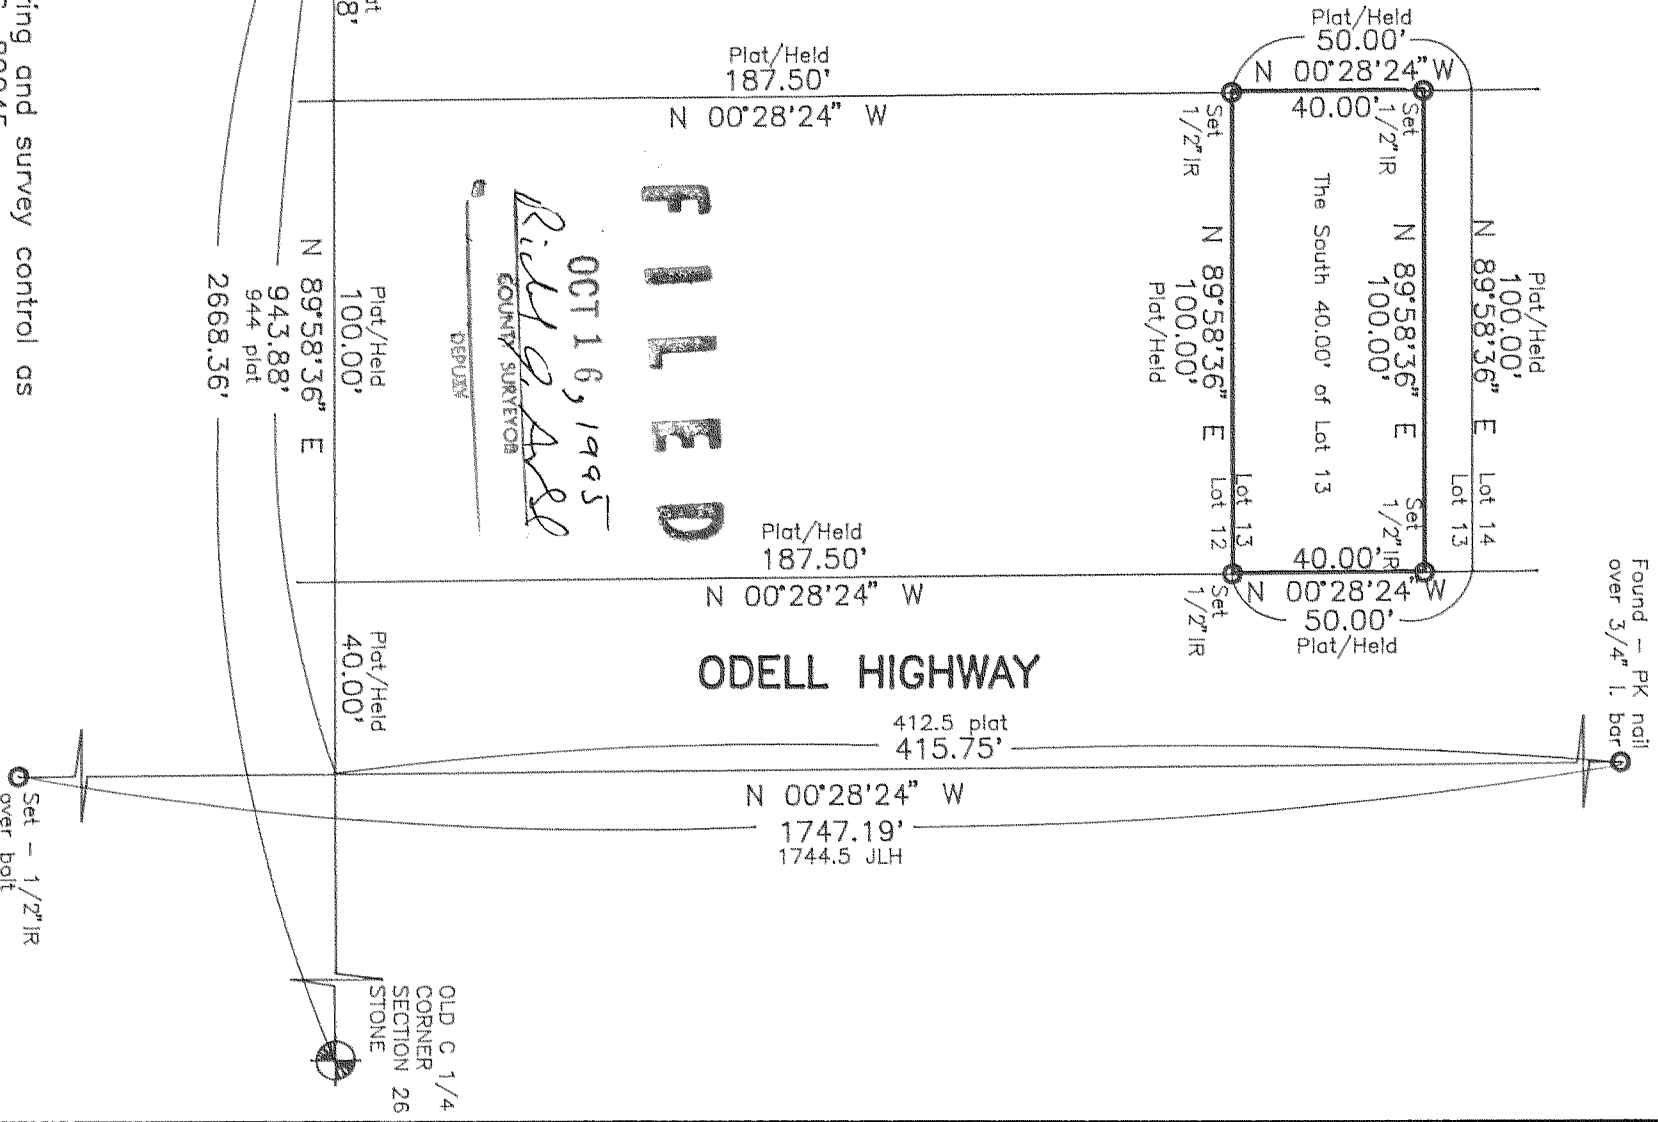 Plat/Held
50.00'
N 00°28'24" W
40.00'
Set
1/2"IR
Set
1/2"IR
Plat/Held
187.50'
N 00°28'24" W
Plat/Held
100.00'
N 89°58'36" E
Lot 14
Lot 13
N 89°58'36" E
100.00'
The South 40.00' of Lot 13
Lot 13
Lot 12
N 89°58'36" E
100.00'
Plat/Held
Set
1/2"IR
40.00'
N 00°28'24" W
50.00'
Plat/Held
Set
1/2"IR
Found - PK nail
over 3/4" I. bar
FILED
OCT 16, 1995
COUNTY SURVEYOR
DEPUTY
Plat/Held
187.50'
N 00°28'24" W
ODELL HIGHWAY
412.5 plat
415.75'
N 00°28'24" W
1747.19'
1744.5 JLH
Plat/Held
100.00'
N 89°58'36" E
943.88'
944 plat
2668.36'
Plat/Held
40.00'
OLD C 1/4
CORNER
SECTION 26
STONE
Set - 1/2"IR
over bolt
ing and survey control as
8'